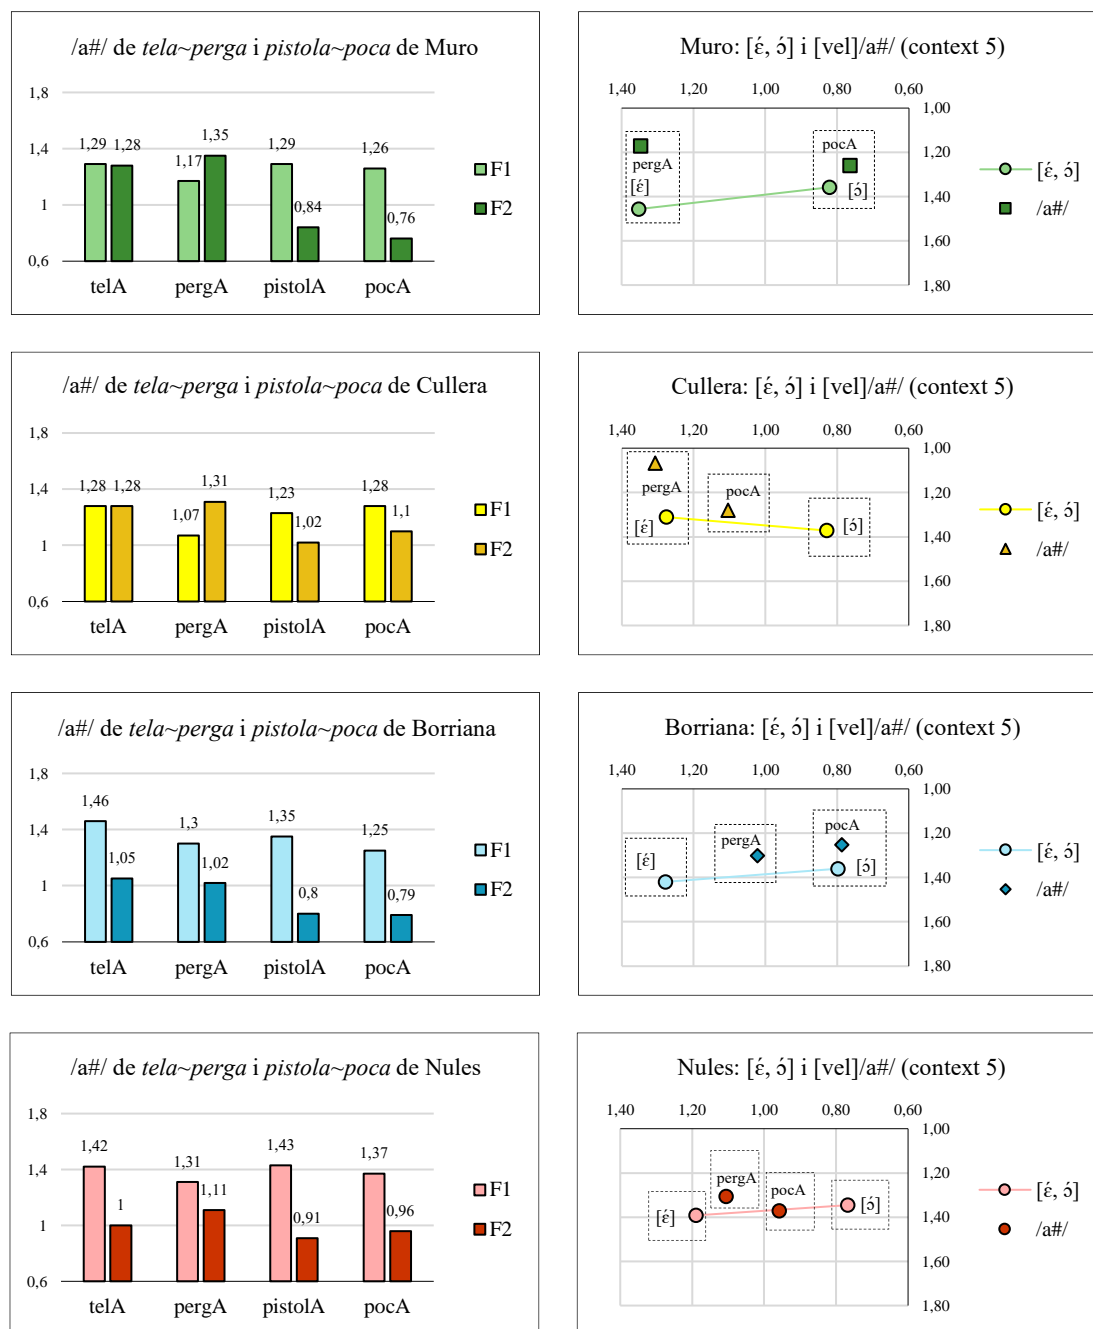 /a#/ de tela~perga i pistola~poca de Muro
1,8
1,4
1
0,6
1,29 1,28 1,17 1,35 1,29 0,84 1,26 0,76
telA pergA pistolA pocA
F1
F2
Muro: [ɛ́, ɔ́] i [vel]/a#/ (context 5)
1,40 1,20 1,00 0,80 0,60
1,00
1,20
1,40
1,60
1,80
pergA
[ɛ́]
pocA
[ɔ́]
[ɛ́, ɔ́]
/a#/
/a#/ de tela~perga i pistola~poca de Cullera
1,8
1,4
1
0,6
1,28 1,28 1,07 1,31 1,23 1,02 1,28 1,1
telA pergA pistolA pocA
F1
F2
Cullera: [ɛ́, ɔ́] i [vel]/a#/ (context 5)
1,40 1,20 1,00 0,80 0,60
1,00
1,20
1,40
1,60
1,80
pergA
[ɛ́]
pocA
[ɔ́]
[ɛ́, ɔ́]
/a#/
/a#/ de tela~perga i pistola~poca de Borriana
1,8
1,4
1
0,6
1,46 1,05 1,3 1,02 1,35 0,8 1,25 0,79
telA pergA pistolA pocA
F1
F2
Borriana: [ɛ́, ɔ́] i [vel]/a#/ (context 5)
1,40 1,20 1,00 0,80 0,60
1,00
1,20
1,40
1,60
1,80
[ɛ́]
pergA
pocA
[ɔ́]
[ɛ́, ɔ́]
/a#/
/a#/ de tela~perga i pistola~poca de Nules
1,8
1,4
1
0,6
1,42 1 1,31 1,11 1,43 0,91 1,37 0,96
telA pergA pistolA pocA
F1
F2
Nules: [ɛ́, ɔ́] i [vel]/a#/ (context 5)
1,40 1,20 1,00 0,80 0,60
1,00
1,20
1,40
1,60
1,80
[ɛ́]
pergA
pocA
[ɔ́]
[ɛ́, ɔ́]
/a#/